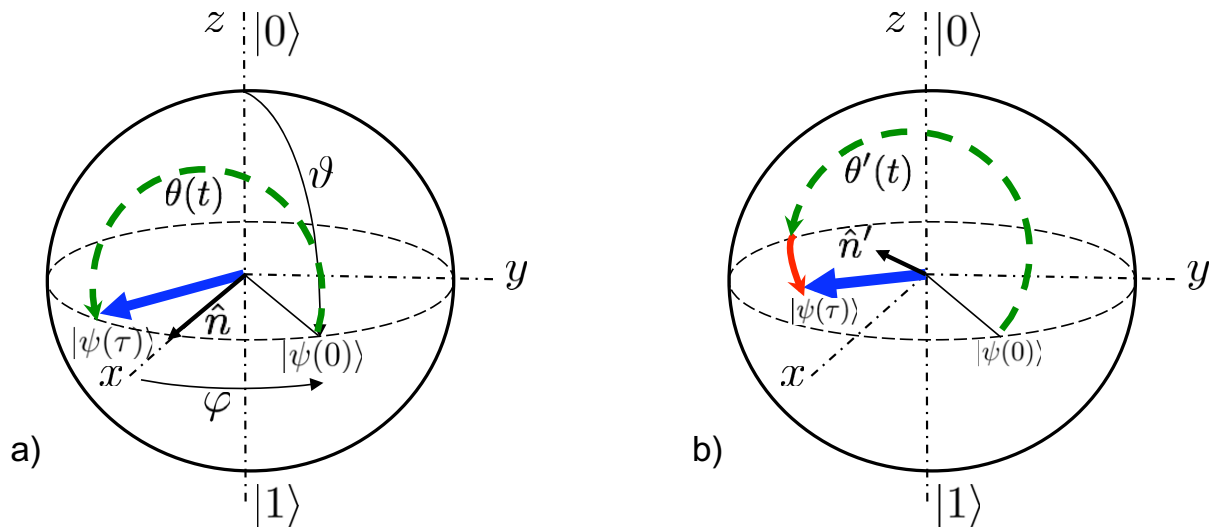 z |0⟩
ϑ
θ(t)
y
n̂
|ψ(τ)⟩
|ψ(0)⟩
x
φ
a)
|1⟩
z |0⟩
θ′(t)
n̂′
y
|ψ(τ)⟩
|ψ(0)⟩
x
b)
|1⟩